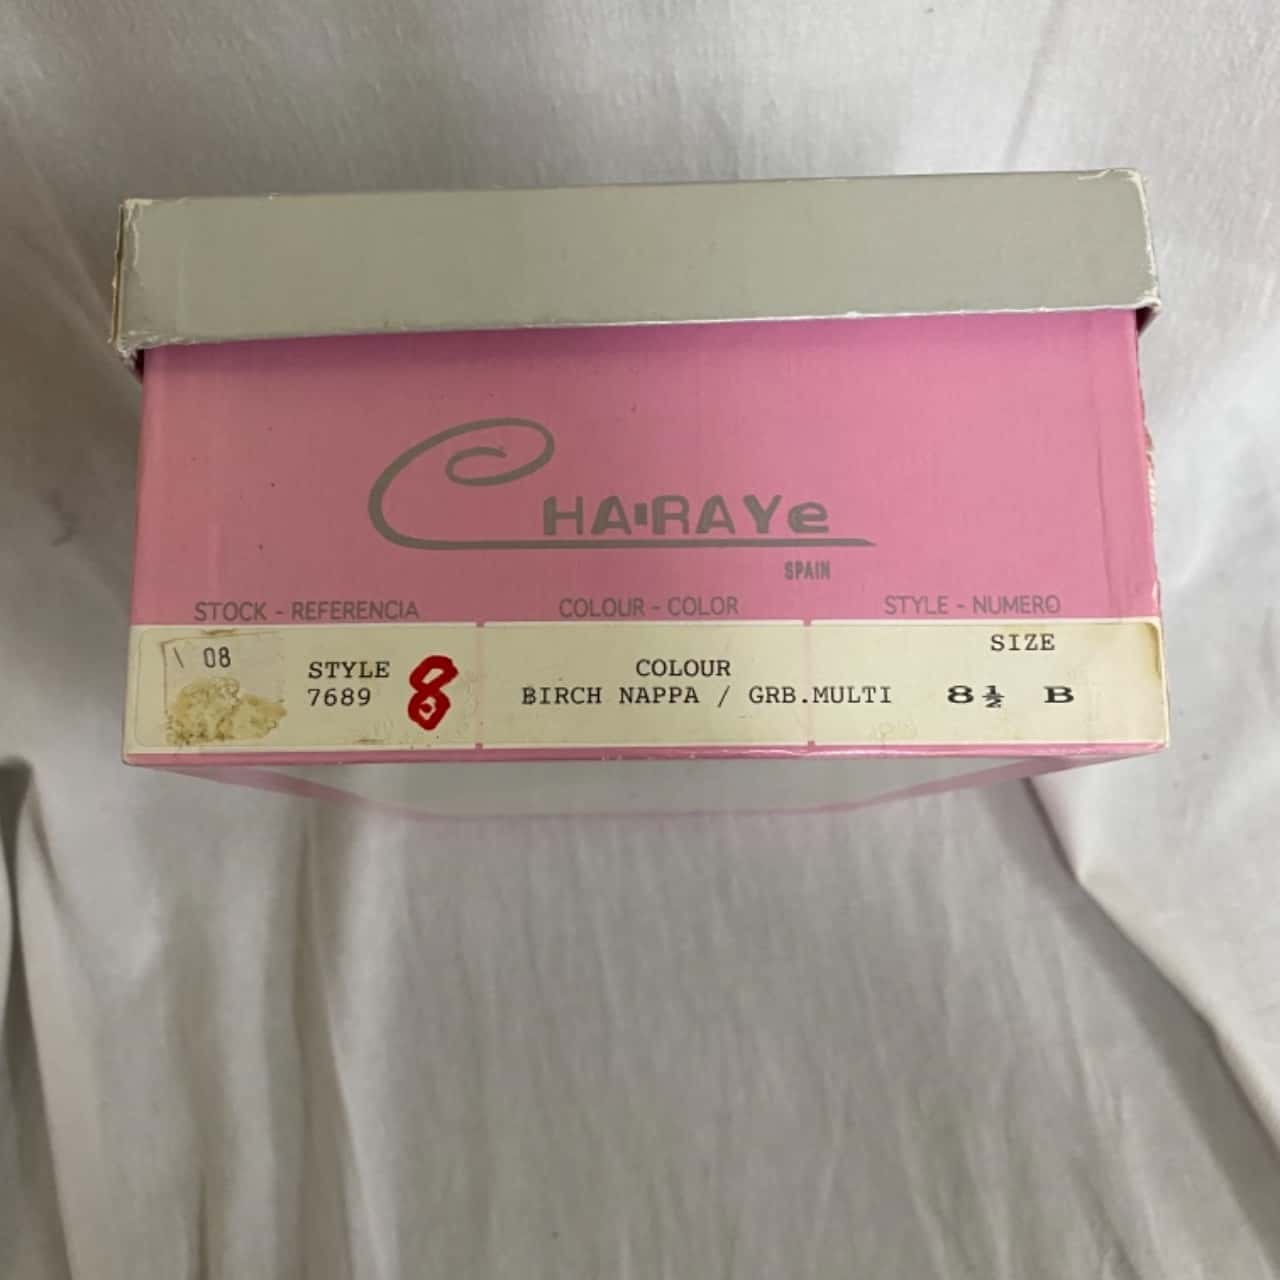 CHA·RAYe
SPAIN
STOCK - REFERENCIA COLOUR - COLOR STYLE - NUMERO
08 STYLE 8 COLOUR SIZE
7689 BIRCH NAPPA / GRB.MULTI 8½ B